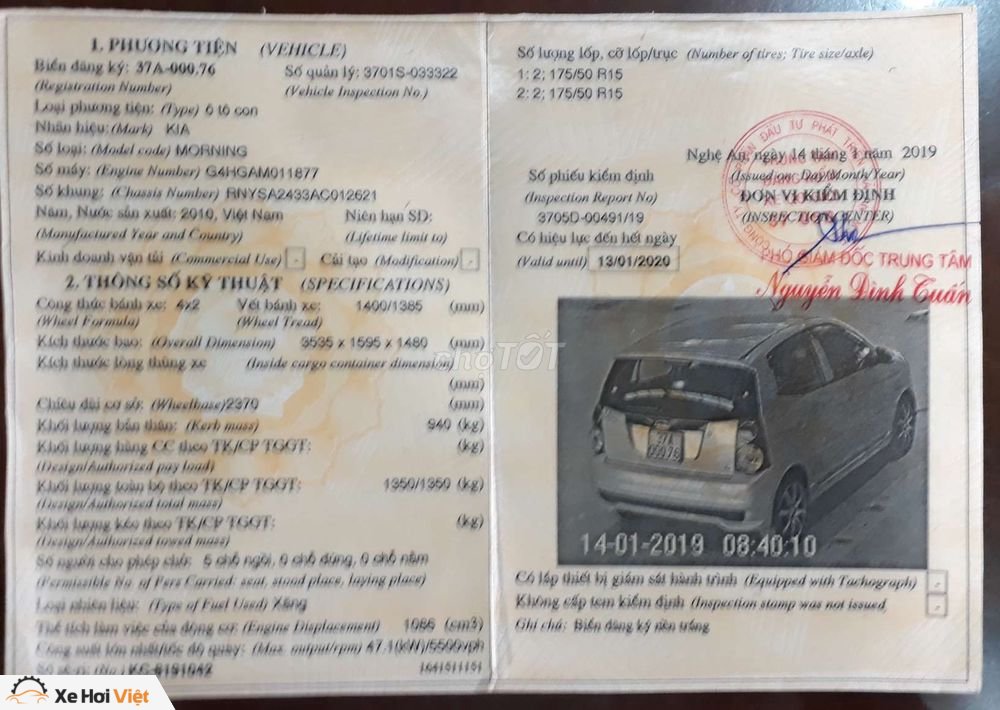 1. PHƯƠNG TIỆN (VEHICLE)
Biển đăng ký: 37A-000.76 Số quản lý: 3701S-033322
(Registration Number) (Vehicle Inspection No.)
Loại phương tiện: (Type) ô tô con
Nhãn hiệu: (Mark) KIA
Số loại: (Model code) MORNING
Số máy: (Engine Number) G4HGAM011877
Số khung: (Chassis Number) RNYSA2433AC012621
Năm, Nước sản xuất: 2010, Việt Nam Niên hạn SD:
(Manufactured Year and Country) (Lifetime limit to)
Kinh doanh vận tải (Commercial Use) - Cải tạo (Modification) -
2. THÔNG SỐ KỸ THUẬT (SPECIFICATIONS)
Công thức bánh xe: 4x2 Vết bánh xe: 1400/1385 (mm)
(Wheel Formula) (Wheel Tread)
Kích thước bao: (Overall Dimension) 3535 x 1595 x 1480 (mm)
Kích thước lòng thùng xe (Inside cargo container dimension)
(mm)
Chiều dài cơ sở: (Wheelbase) 2370 (mm)
Khối lượng bản thân: (Kerb mass) 940 (kg)
Khối lượng hàng CC theo TK/CP TGGT: (kg)
(Design/Authorized pay load)
Khối lượng toàn bộ theo TK/CP TGGT: 1350/1350 (kg)
(Design/Authorized total mass)
Khối lượng kéo theo TK/CP TGGT: (kg)
(Design/Authorized towed mass)
Số người cho phép chở: 5 chỗ ngồi, 0 chỗ đứng, 0 chỗ nằm
(Permissible No. of Pers Carried: seat, stood place, laying place)
Loại nhiên liệu: (Type of Fuel Used) Xăng
Thể tích làm việc của động cơ: (Engine Displacement) 1086 (cm3)
Công suất lớn nhất/tốc độ quay: (Max. output/rpm) 47.1(kW)/5500vph
Số sê-ri: (No.) KC-8191042
Số lượng lốp, cỡ lốp/trục (Number of tires; Tire size/axle)
1: 2; 175/50 R15
2: 2; 175/50 R15
Nghệ An, ngày 14 tháng 1 năm 2019
Số phiếu kiểm định (Issued on: Day/Month/Year)
(Inspection Report No) ĐƠN VỊ KIỂM ĐỊNH
3705D-00491/19 (INSPECTION CENTER)
Có hiệu lực đến hết ngày
(Valid until) 13/01/2020
PHÓ GIÁM ĐỐC TRUNG TÂM
Nguyễn Đình Tuấn
chợTỐT
37A
000.76
14-01-2019 08:40:10
Có lắp thiết bị giám sát hành trình (Equipped with Tachograph) -
Không cấp tem kiểm định (Inspection stamp was not issued -
Ghi chú: Biển đăng ký nền trắng
Xe Hơi Việt